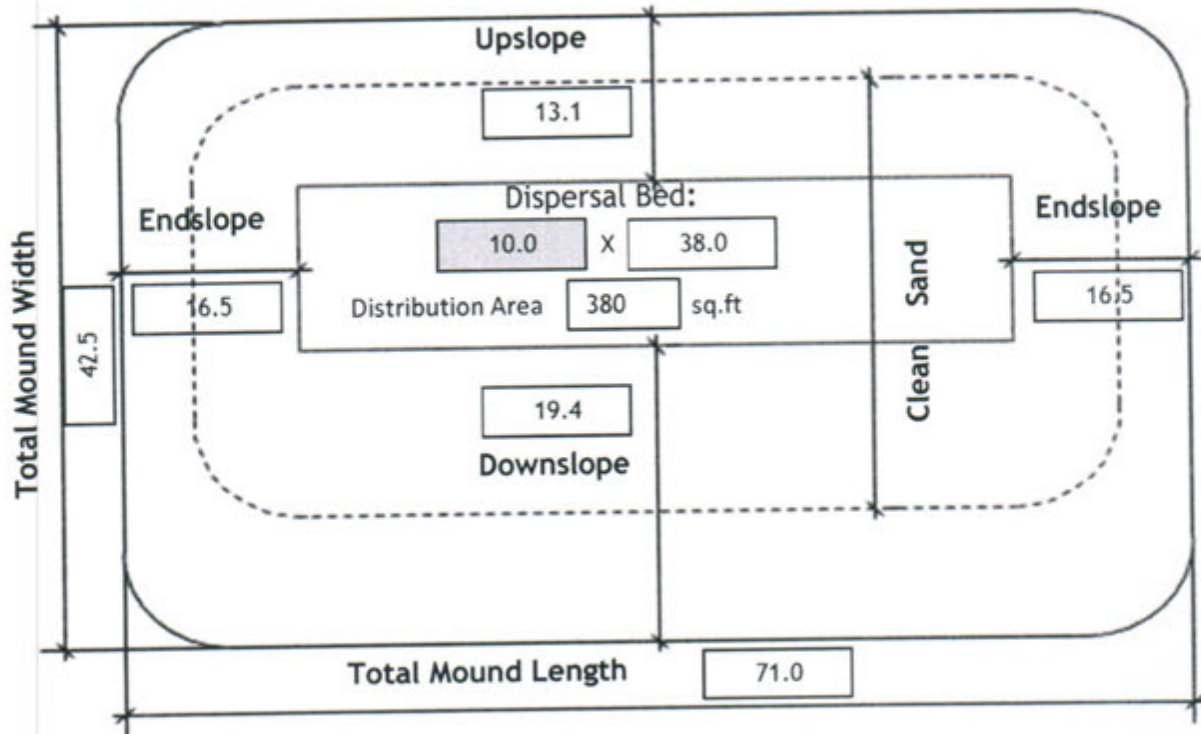 Upslope
13.1
Dispersal Bed:
10.0 X 38.0
Distribution Area 380 sq.ft
Endslope
16.5
Endslope
16.5
Total Mound Width
42.5
Clean Sand
19.4
Downslope
Total Mound Length 71.0